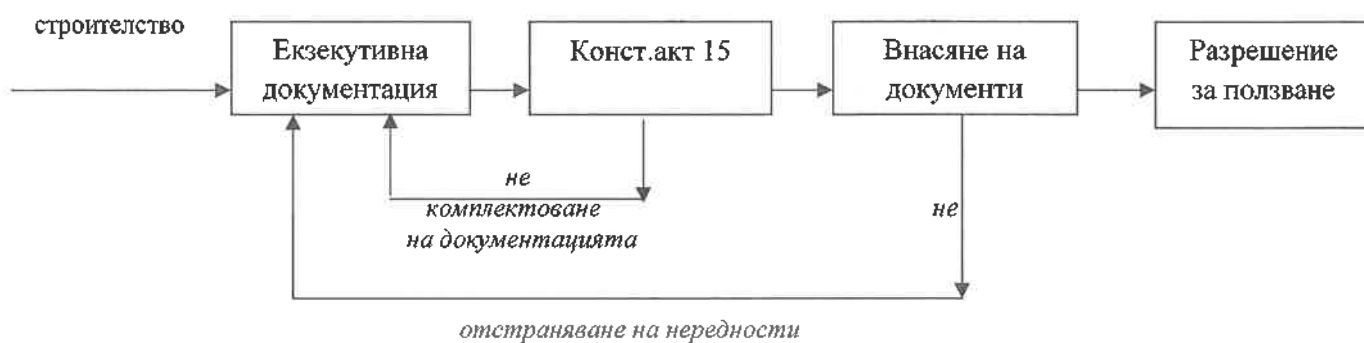 строителство
Екзекутивна
документация
Конст.акт 15
Внасяне на
документи
Разрешение
за ползване
не
комплектоване
на документацията
не
отстраняване на нередности